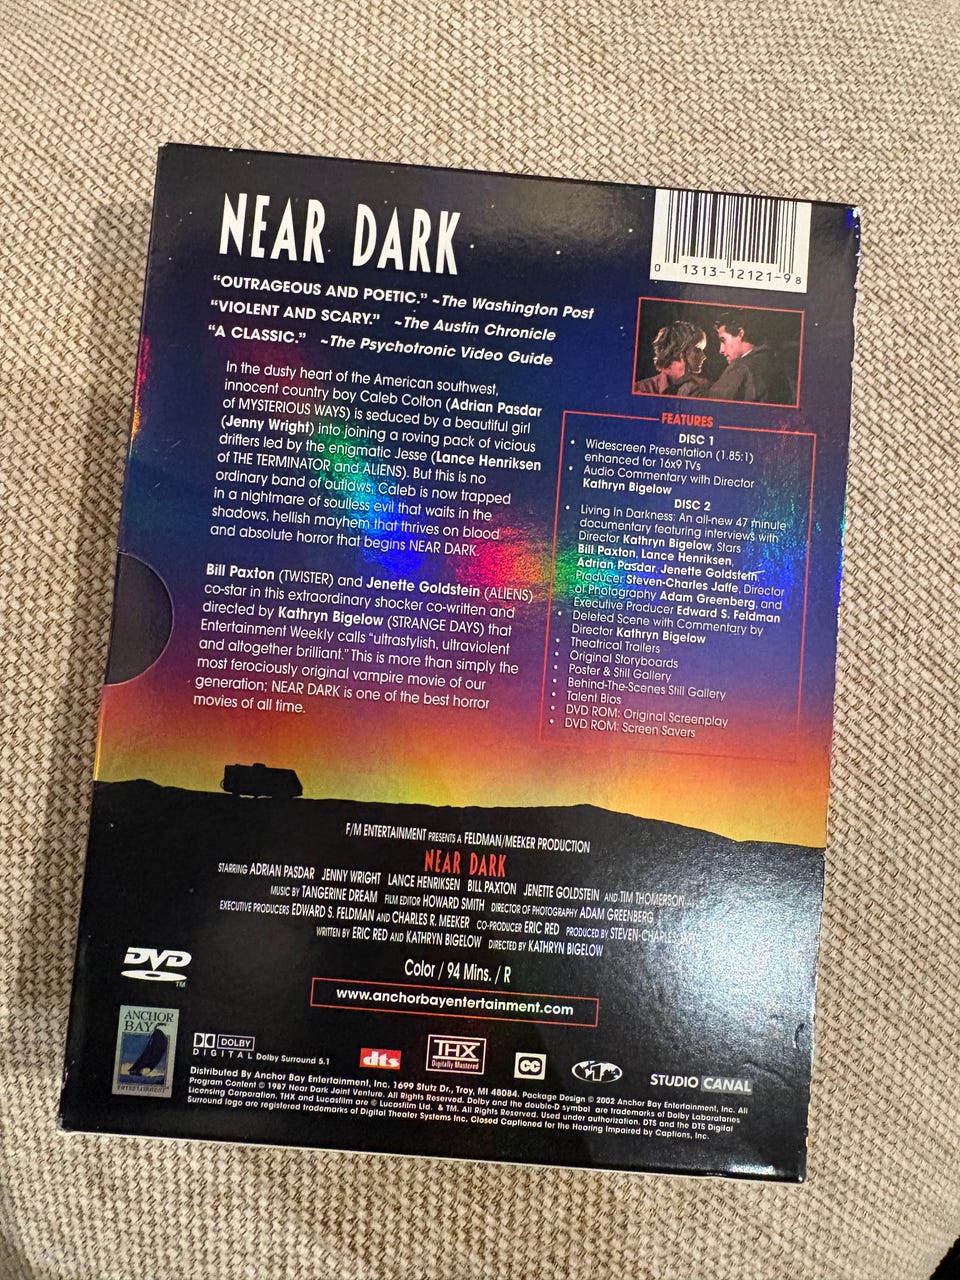 NEAR DARK
0 1313-12121-9 8
"OUTRAGEOUS AND POETIC." ~The Washington Post
"VIOLENT AND SCARY." ~The Austin Chronicle
"A CLASSIC." ~The Psychotronic Video Guide
In the dusty heart of the American southwest,
innocent country boy Caleb Colton (Adrian Pasdar
of MYSTERIOUS WAYS) is seduced by a beautiful girl
(Jenny Wright) into joining a roving pack of vicious
drifters led by the enigmatic Jesse (Lance Henriksen
of THE TERMINATOR and ALIENS). But this is no
ordinary band of outlaws. Caleb is now trapped
in a nightmare of soulless evil that waits in the
shadows, hellish mayhem that thrives on blood
and absolute horror that begins NEAR DARK.
Bill Paxton (TWISTER) and Jenette Goldstein (ALIENS)
co-star in this extraordinary shocker co-written and
directed by Kathryn Bigelow (STRANGE DAYS) that
Entertainment Weekly calls "ultrastylish, ultraviolent
and altogether brilliant." This is more than simply the
most ferociously original vampire movie of our
generation; NEAR DARK is one of the best horror
movies of all time.
FEATURES
DISC 1
• Widescreen Presentation (1.85:1)
enhanced for 16x9 TVs
• Audio Commentary with Director
Kathryn Bigelow
DISC 2
• Living In Darkness: An all-new 47 minute
documentary featuring interviews with
Director Kathryn Bigelow, Stars
Bill Paxton, Lance Henriksen,
Adrian Pasdar, Jenette Goldstein,
Producer Steven-Charles Jaffe, Director
of Photography Adam Greenberg, and
Executive Producer Edward S. Feldman
• Deleted Scene with Commentary by
Director Kathryn Bigelow
• Theatrical Trailers
• Original Storyboards
• Poster & Still Gallery
• Behind-The-Scenes Still Gallery
• Talent Bios
• DVD ROM: Original Screenplay
• DVD ROM: Screen Savers
F/M ENTERTAINMENT PRESENTS A FELDMAN/MEEKER PRODUCTION
NEAR DARK
STARRING ADRIAN PASDAR JENNY WRIGHT LANCE HENRIKSEN BILL PAXTON JENETTE GOLDSTEIN AND TIM THOMERSON
MUSIC BY TANGERINE DREAM FILM EDITOR HOWARD SMITH DIRECTOR OF PHOTOGRAPHY ADAM GREENBERG
EXECUTIVE PRODUCERS EDWARD S. FELDMAN AND CHARLES R. MEEKER CO-PRODUCER ERIC RED PRODUCED BY STEVEN-CHARLES
WRITTEN BY ERIC RED AND KATHRYN BIGELOW DIRECTED BY KATHRYN BIGELOW
Color / 94 Mins. / R
www.anchorbayentertainment.com
DVD
TM
ANCHOR
BAY
ENTERTAINMENT
DOLBY
DIGITAL Dolby Surround 5.1
dts
THX
Digitally Mastered
CC
1
STUDIO CANAL
Distributed By Anchor Bay Entertainment, Inc. 1699 Stutz Dr., Troy, MI 48084. Package Design © 2002 Anchor Bay Entertainment, Inc. All
Program Content © 1987 Near Dark Joint Venture. All Rights Reserved. Dolby and the double-D symbol are trademarks of Dolby Laboratories
Licensing Corporation. THX and Lucasfilm are © Lucasfilm Ltd. & TM. All Rights Reserved. Used under authorization. DTS and the DTS Digital
Surround logo are registered trademarks of Digital Theater Systems Inc. Closed Captioned for the Hearing Impaired by Captions, Inc.